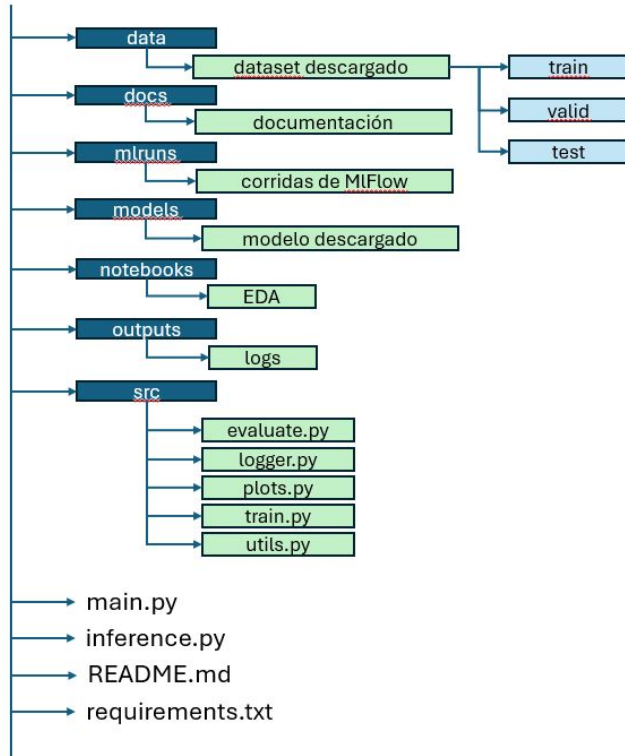 data
dataset descargado
train
valid
test
docs
documentación
mlruns
corridas de MlFlow
models
modelo descargado
notebooks
EDA
outputs
logs
src
evaluate.py
logger.py
plots.py
train.py
utils.py
main.py
inference.py
README.md
requirements.txt